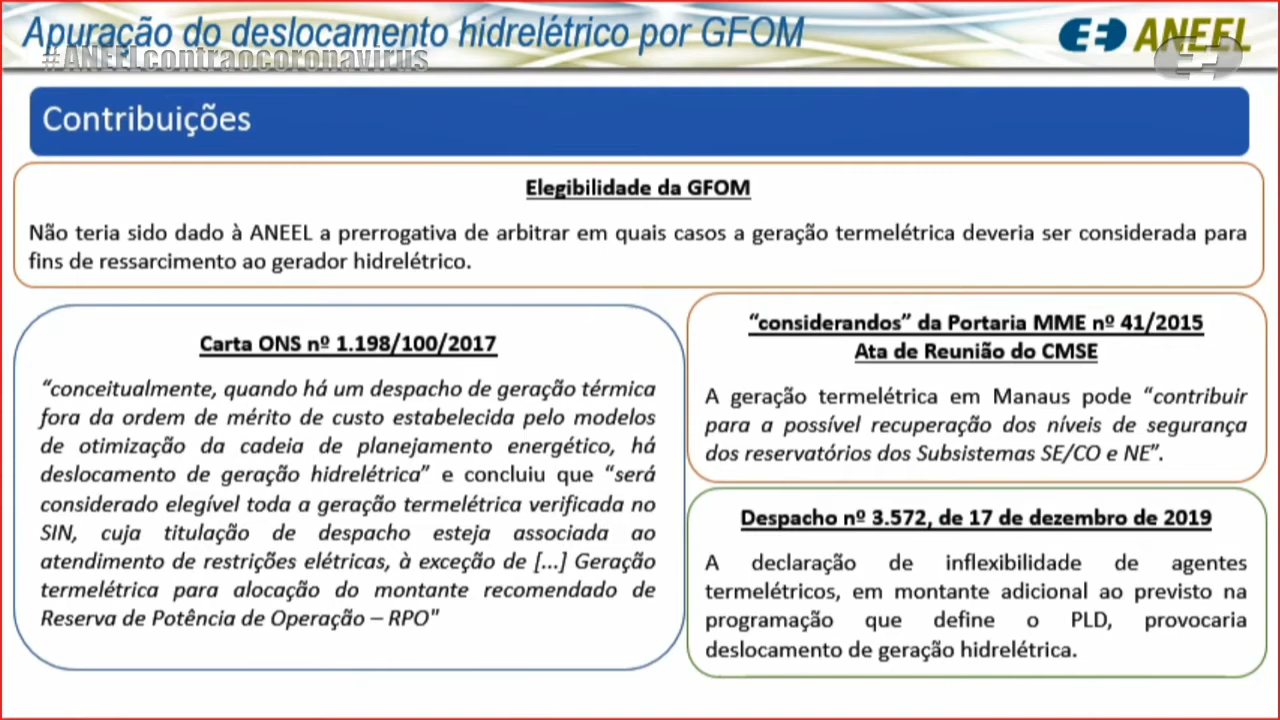 Apuração do deslocamento hidrelétrico por GFOM
ANEEL
#ANEELcontraocoronavirus
Contribuições
Elegibilidade da GFOM
Não teria sido dado à ANEEL a prerrogativa de arbitrar em quais casos a geração termelétrica deveria ser considerada para
fins de ressarcimento ao gerador hidrelétrico.
Carta ONS nº 1.198/100/2017
“conceitualmente, quando há um despacho de geração térmica
fora da ordem de mérito de custo estabelecida pelo modelos
de otimização da cadeia de planejamento energético, há
deslocamento de geração hidrelétrica” e concluiu que “será
considerado elegível toda a geração termelétrica verificada no
SIN, cuja titulação de despacho esteja associada ao
atendimento de restrições elétricas, à exceção de [...] Geração
termelétrica para alocação do montante recomendado de
Reserva de Potência de Operação – RPO"
“considerandos” da Portaria MME nº 41/2015
Ata de Reunião do CMSE
A geração termelétrica em Manaus pode “contribuir
para a possível recuperação dos níveis de segurança
dos reservatórios dos Subsistemas SE/CO e NE”.
Despacho nº 3.572, de 17 de dezembro de 2019
A declaração de inflexibilidade de agentes
termelétricos, em montante adicional ao previsto na
programação que define o PLD, provocaria
deslocamento de geração hidrelétrica.